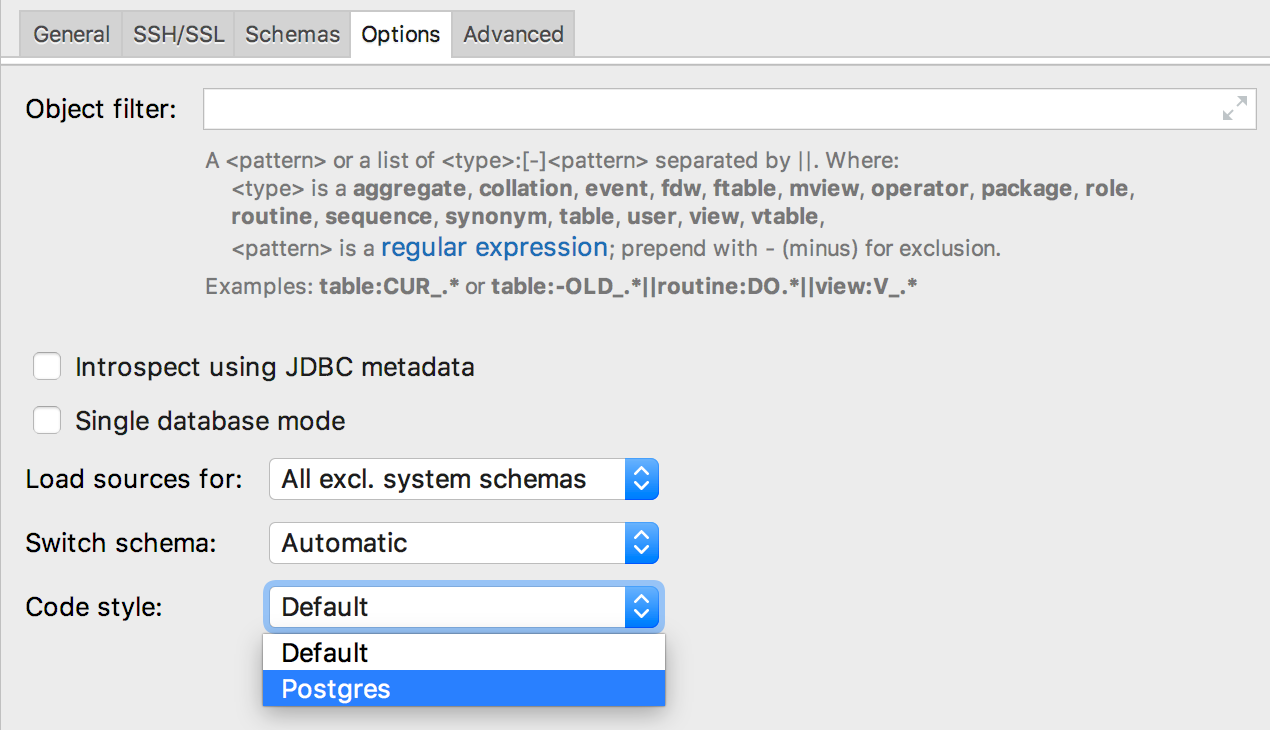 General SSH/SSL Schemas Options Advanced
Object filter:
A <pattern> or a list of <type>:[-]<pattern> separated by ||. Where:
<type> is a aggregate, collation, event, fdw, ftable, mview, operator, package, role,
routine, sequence, synonym, table, user, view, vtable,
<pattern> is a regular expression; prepend with - (minus) for exclusion.
Examples: table:CUR_.* or table:-OLD_.*||routine:DO.*||view:V_.*
Introspect using JDBC metadata
Single database mode
Load sources for: All excl. system schemas
Switch schema: Automatic
Code style: Default
Default
Postgres